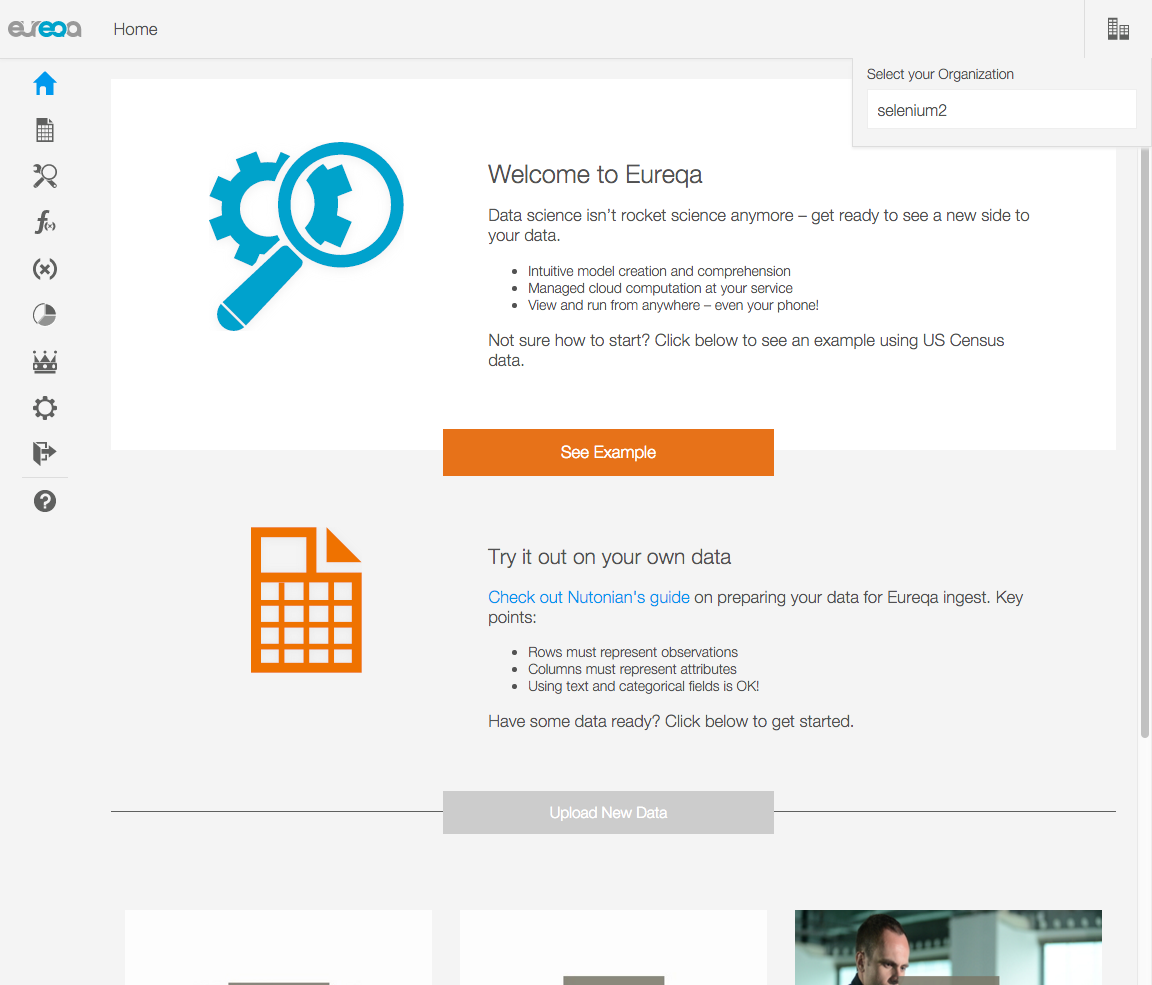 eureqa
Home
Select your Organization
selenium2
Welcome to Eureqa
Data science isn't rocket science anymore – get ready to see a new side to
your data.
• Intuitive model creation and comprehension
• Managed cloud computation at your service
• View and run from anywhere – even your phone!
Not sure how to start? Click below to see an example using US Census
data.
See Example
Try it out on your own data
Check out Nutonian's guide on preparing your data for Eureqa ingest. Key
points:
• Rows must represent observations
• Columns must represent attributes
• Using text and categorical fields is OK!
Have some data ready? Click below to get started.
Upload New Data